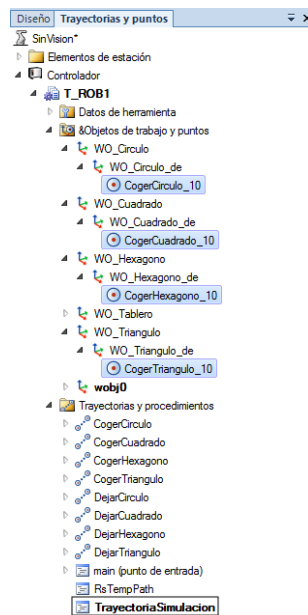 Diseño Trayectorias y puntos
SinVision*
Elementos de estación
Controlador
T_ROB1
Datos de herramienta
&Objetos de trabajo y puntos
WO_Circulo
WO_Circulo_de
CogerCirculo_10
WO_Cuadrado
WO_Cuadrado_de
CogerCuadrado_10
WO_Hexagono
WO_Hexagono_de
CogerHexagono_10
WO_Tablero
WO_Triangulo
WO_Triangulo_de
CogerTriangulo_10
wobj0
Trayectorias y procedimientos
CogerCirculo
CogerCuadrado
CogerHexagono
CogerTriangulo
DejarCirculo
DejarCuadrado
DejarHexagono
DejarTriangulo
main (punto de entrada)
RsTempPath
TrayectoriaSimulacion